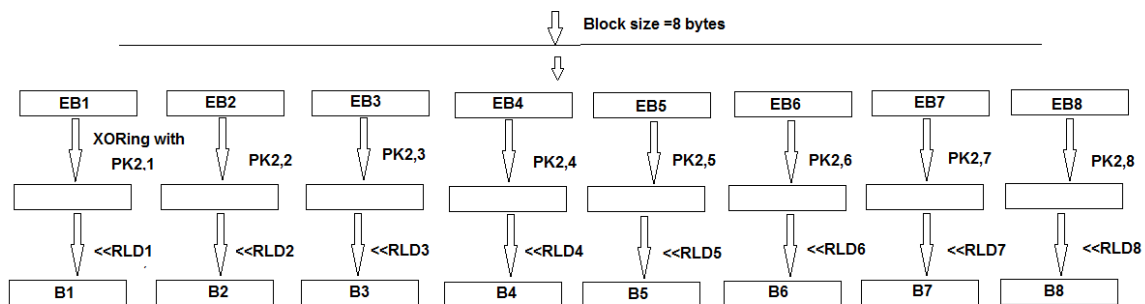 Block size =8 bytes
EB1 EB2 EB3 EB4 EB5 EB6 EB7 EB8
XORing with
PK2,1 PK2,2 PK2,3 PK2,4 PK2,5 PK2,6 PK2,7 PK2,8
<<RLD1 <<RLD2 <<RLD3 <<RLD4 <<RLD5 <<RLD6 <<RLD7 <<RLD8
B1 B2 B3 B4 B5 B6 B7 B8